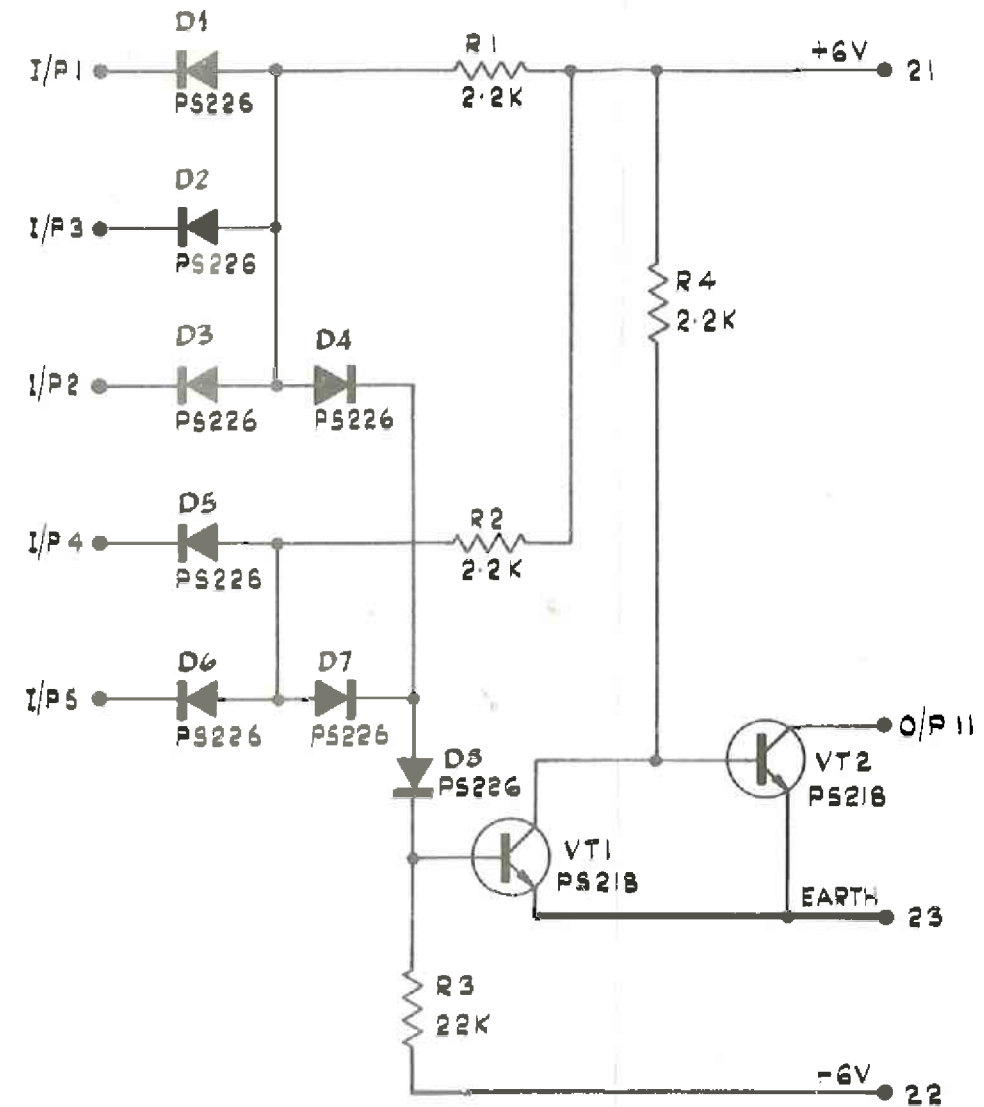 D1
I/P1
PS226
R1
2.2K
+6V
21
D2
I/P3
PS226
R4
2.2K
D3
D4
I/P2
PS226
PS226
D5
R2
I/P4
PS226
2.2K
D6
D7
I/P5
PS226
PS226
O/P 11
D8
PS226
VT2
PS218
VT1
PS218
EARTH
23
R3
22K
-6V
22